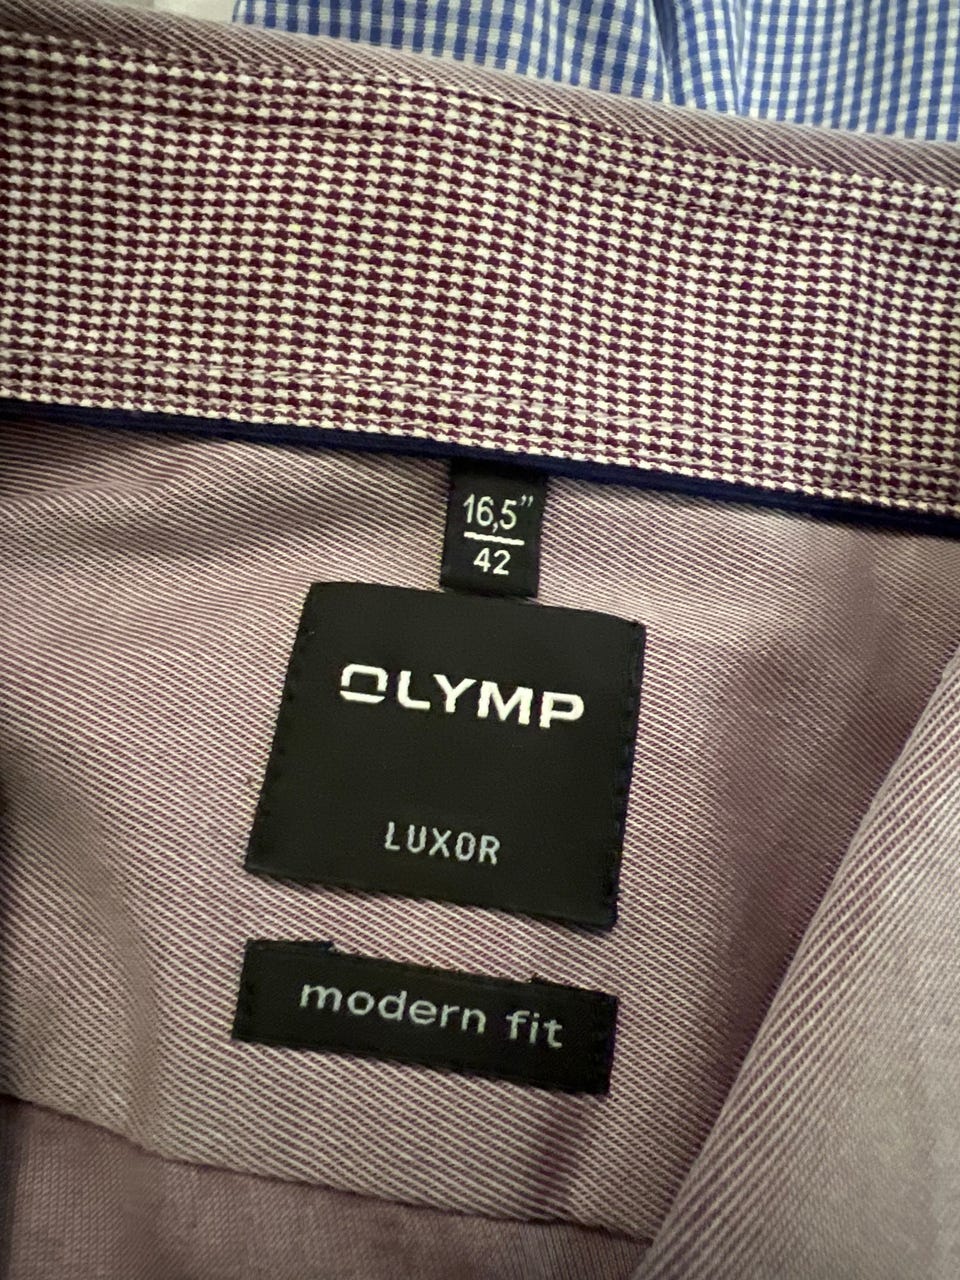 16,5"
42
OLYMP
LUXOR
modern fit